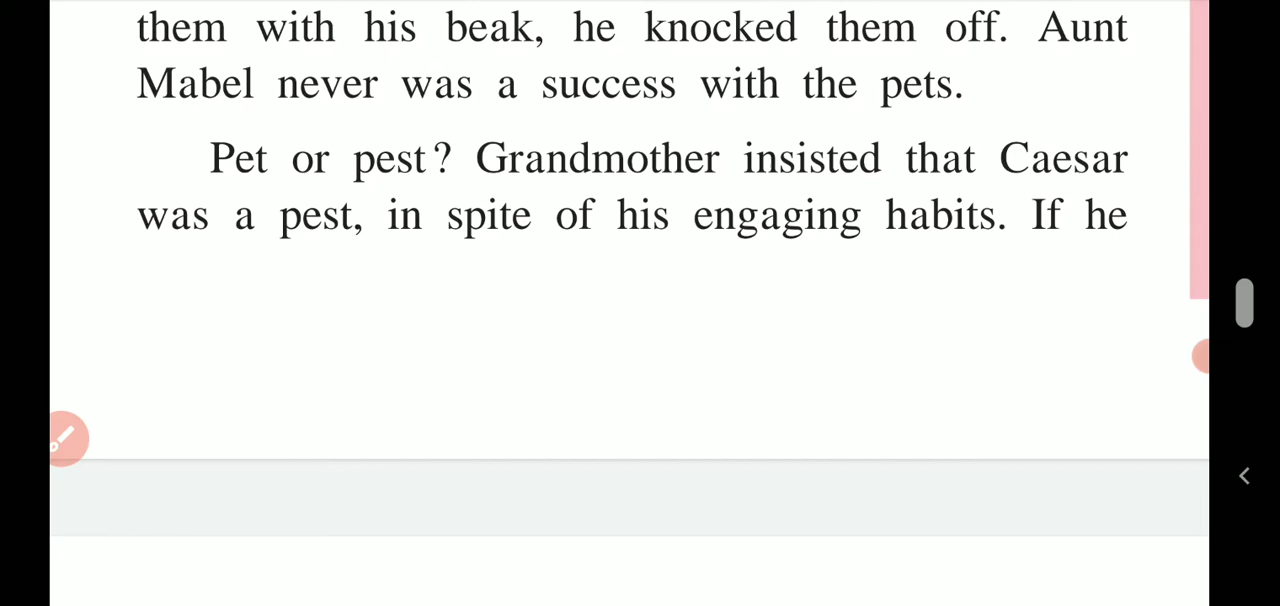 them with his beak, he knocked them off. Aunt
Mabel never was a success with the pets.
Pet or pest? Grandmother insisted that Caesar
was a pest, in spite of his engaging habits. If he